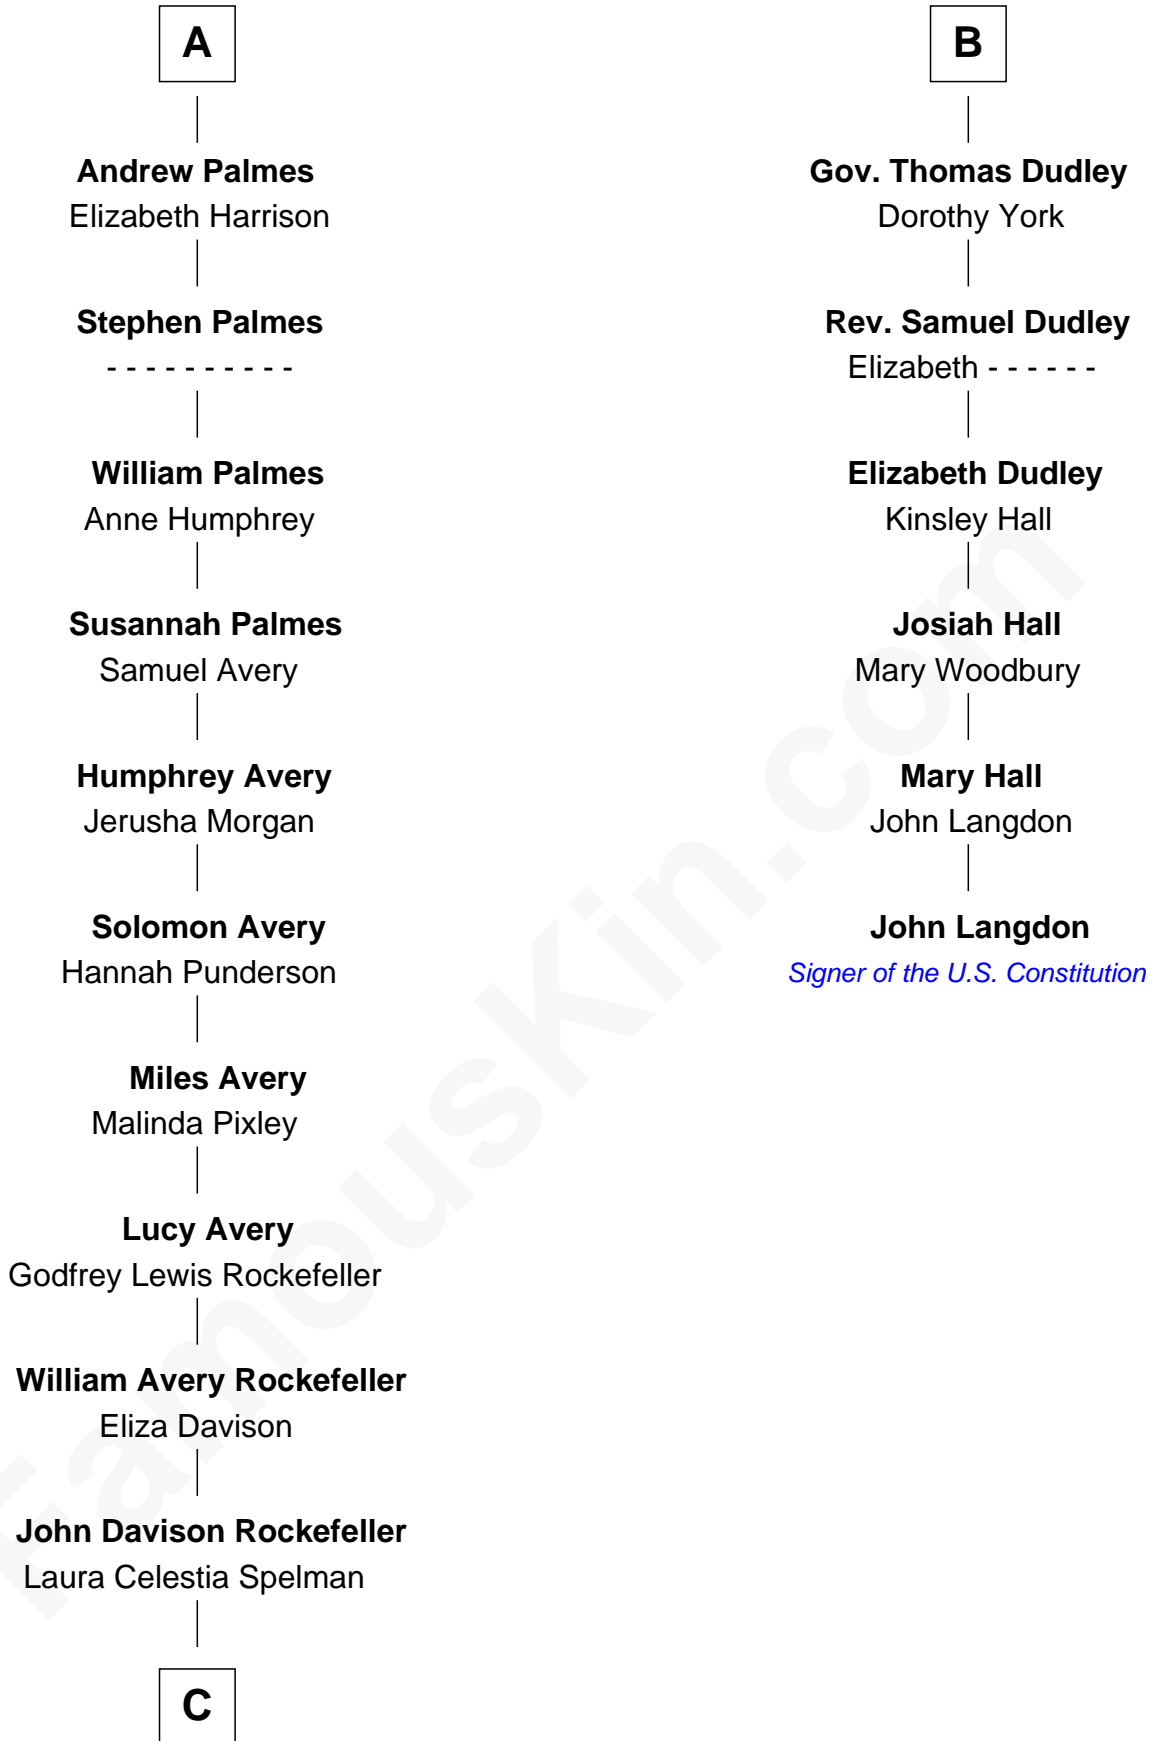 A
Andrew Palmes
Elizabeth Harrison
Stephen Palmes
- - - - - - - - - -
William Palmes
Anne Humphrey
Susannah Palmes
Samuel Avery
Humphrey Avery
Jerusha Morgan
Solomon Avery
Hannah Punderson
Miles Avery
Malinda Pixley
Lucy Avery
Godfrey Lewis Rockefeller
William Avery Rockefeller
Eliza Davison
John Davison Rockefeller
Laura Celestia Spelman
C
B
Gov. Thomas Dudley
Dorothy York
Rev. Samuel Dudley
Elizabeth - - - - - -
Elizabeth Dudley
Kinsley Hall
Josiah Hall
Mary Woodbury
Mary Hall
John Langdon
John Langdon
Signer of the U.S. Constitution
FamousKin.com